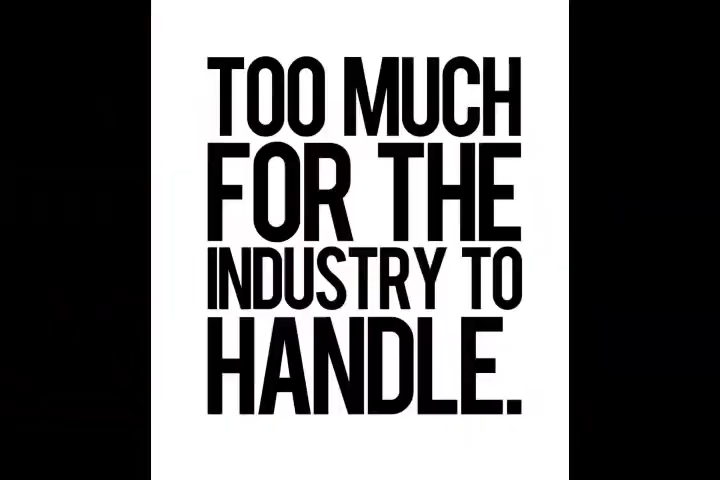 TOO MUCH
FOR THE
INDUSTRY TO
HANDLE.